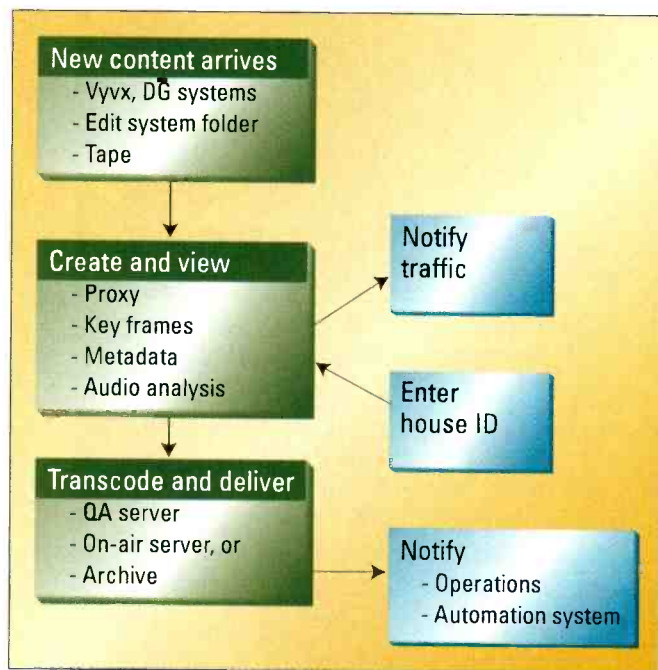 New content arrives
- Vyvx, DG systems
- Edit system folder
- Tape
Create and view
- Proxy
- Key frames
- Metadata
- Audio analysis
Notify
traffic
Enter
house ID
Transcode and deliver
- QA server
- On-air server, or
- Archive
Notify
- Operations
- Automation system